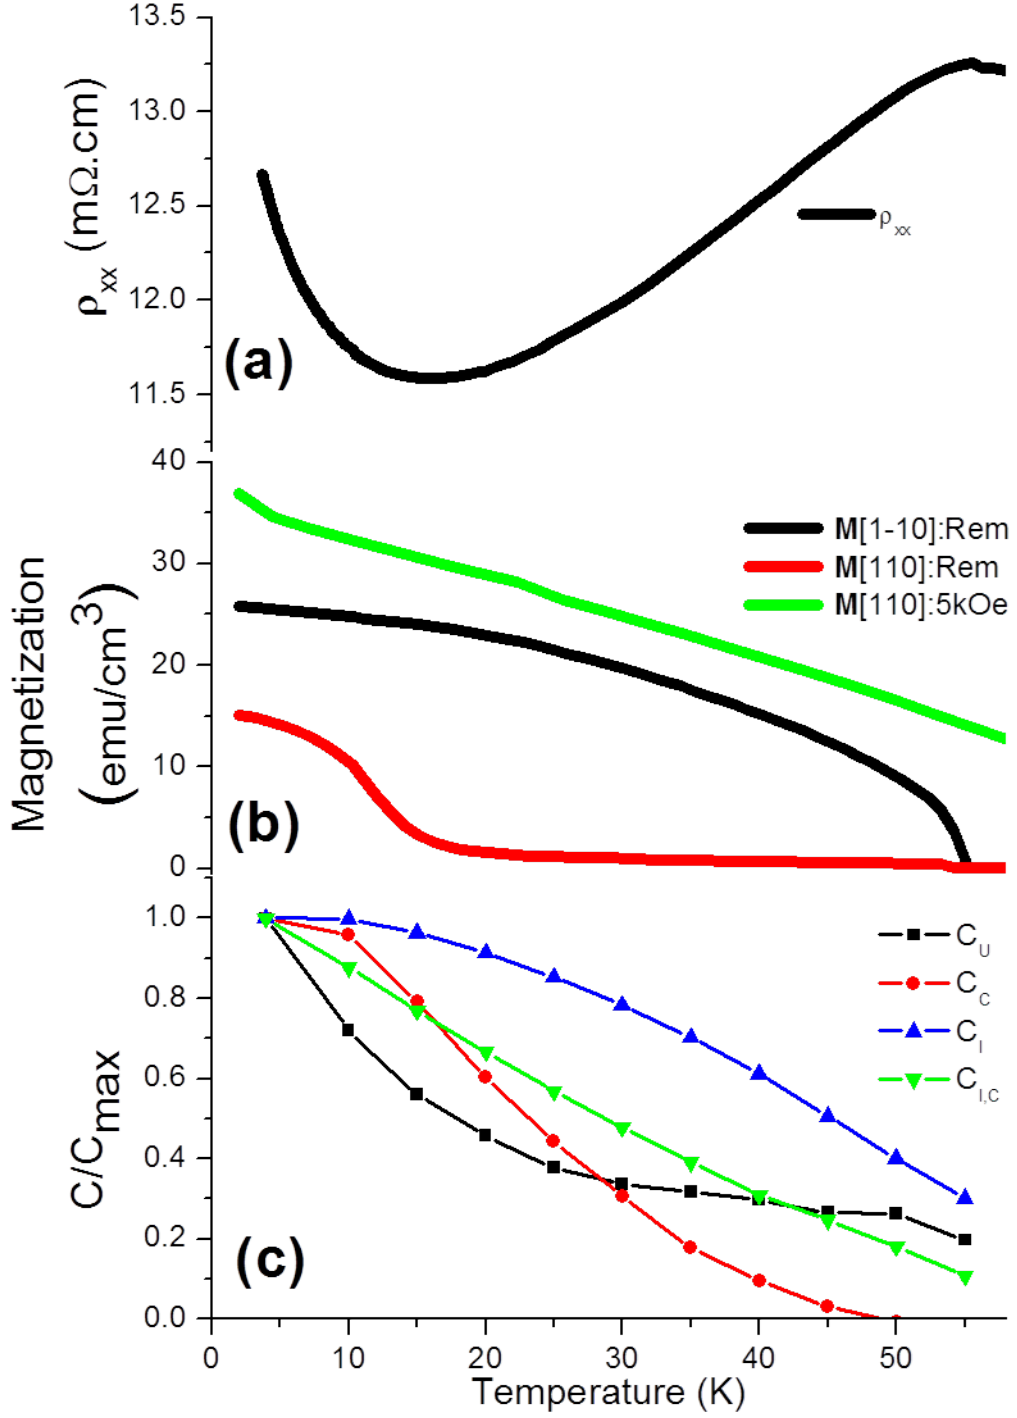 13.5
13.0
12.5
12.0
11.5
ρxx (mΩ.cm)
ρxx
(a)
40
30
20
10
0
Magnetization
(emu/cm³)
M[1-10]:Rem
M[110]:Rem
M[110]:5kOe
(b)
1.0
0.8
0.6
0.4
0.2
0.0
C/Cmax
CU
CC
CI
CI,C
(c)
0 10 20 30 40 50
Temperature (K)